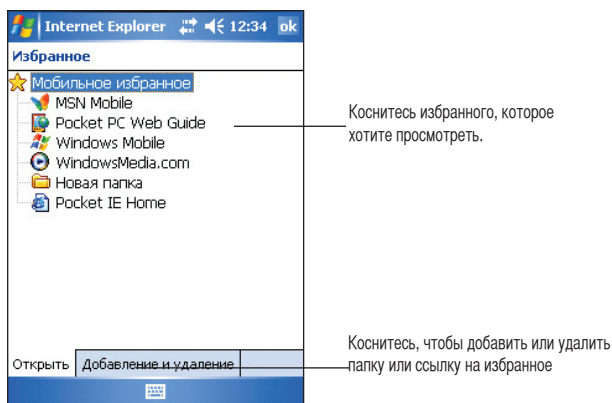 Internet Explorer 12:34 ok
Избранное
Мобильное избранное
MSN Mobile
Pocket PC Web Guide
Windows Mobile
WindowsMedia.com
Новая папка
Pocket IE Home
Коснитесь избранного, которое
хотите просмотреть.
Коснитесь, чтобы добавить или удалить
папку или ссылку на избранное
Открыть Добавление и удаление